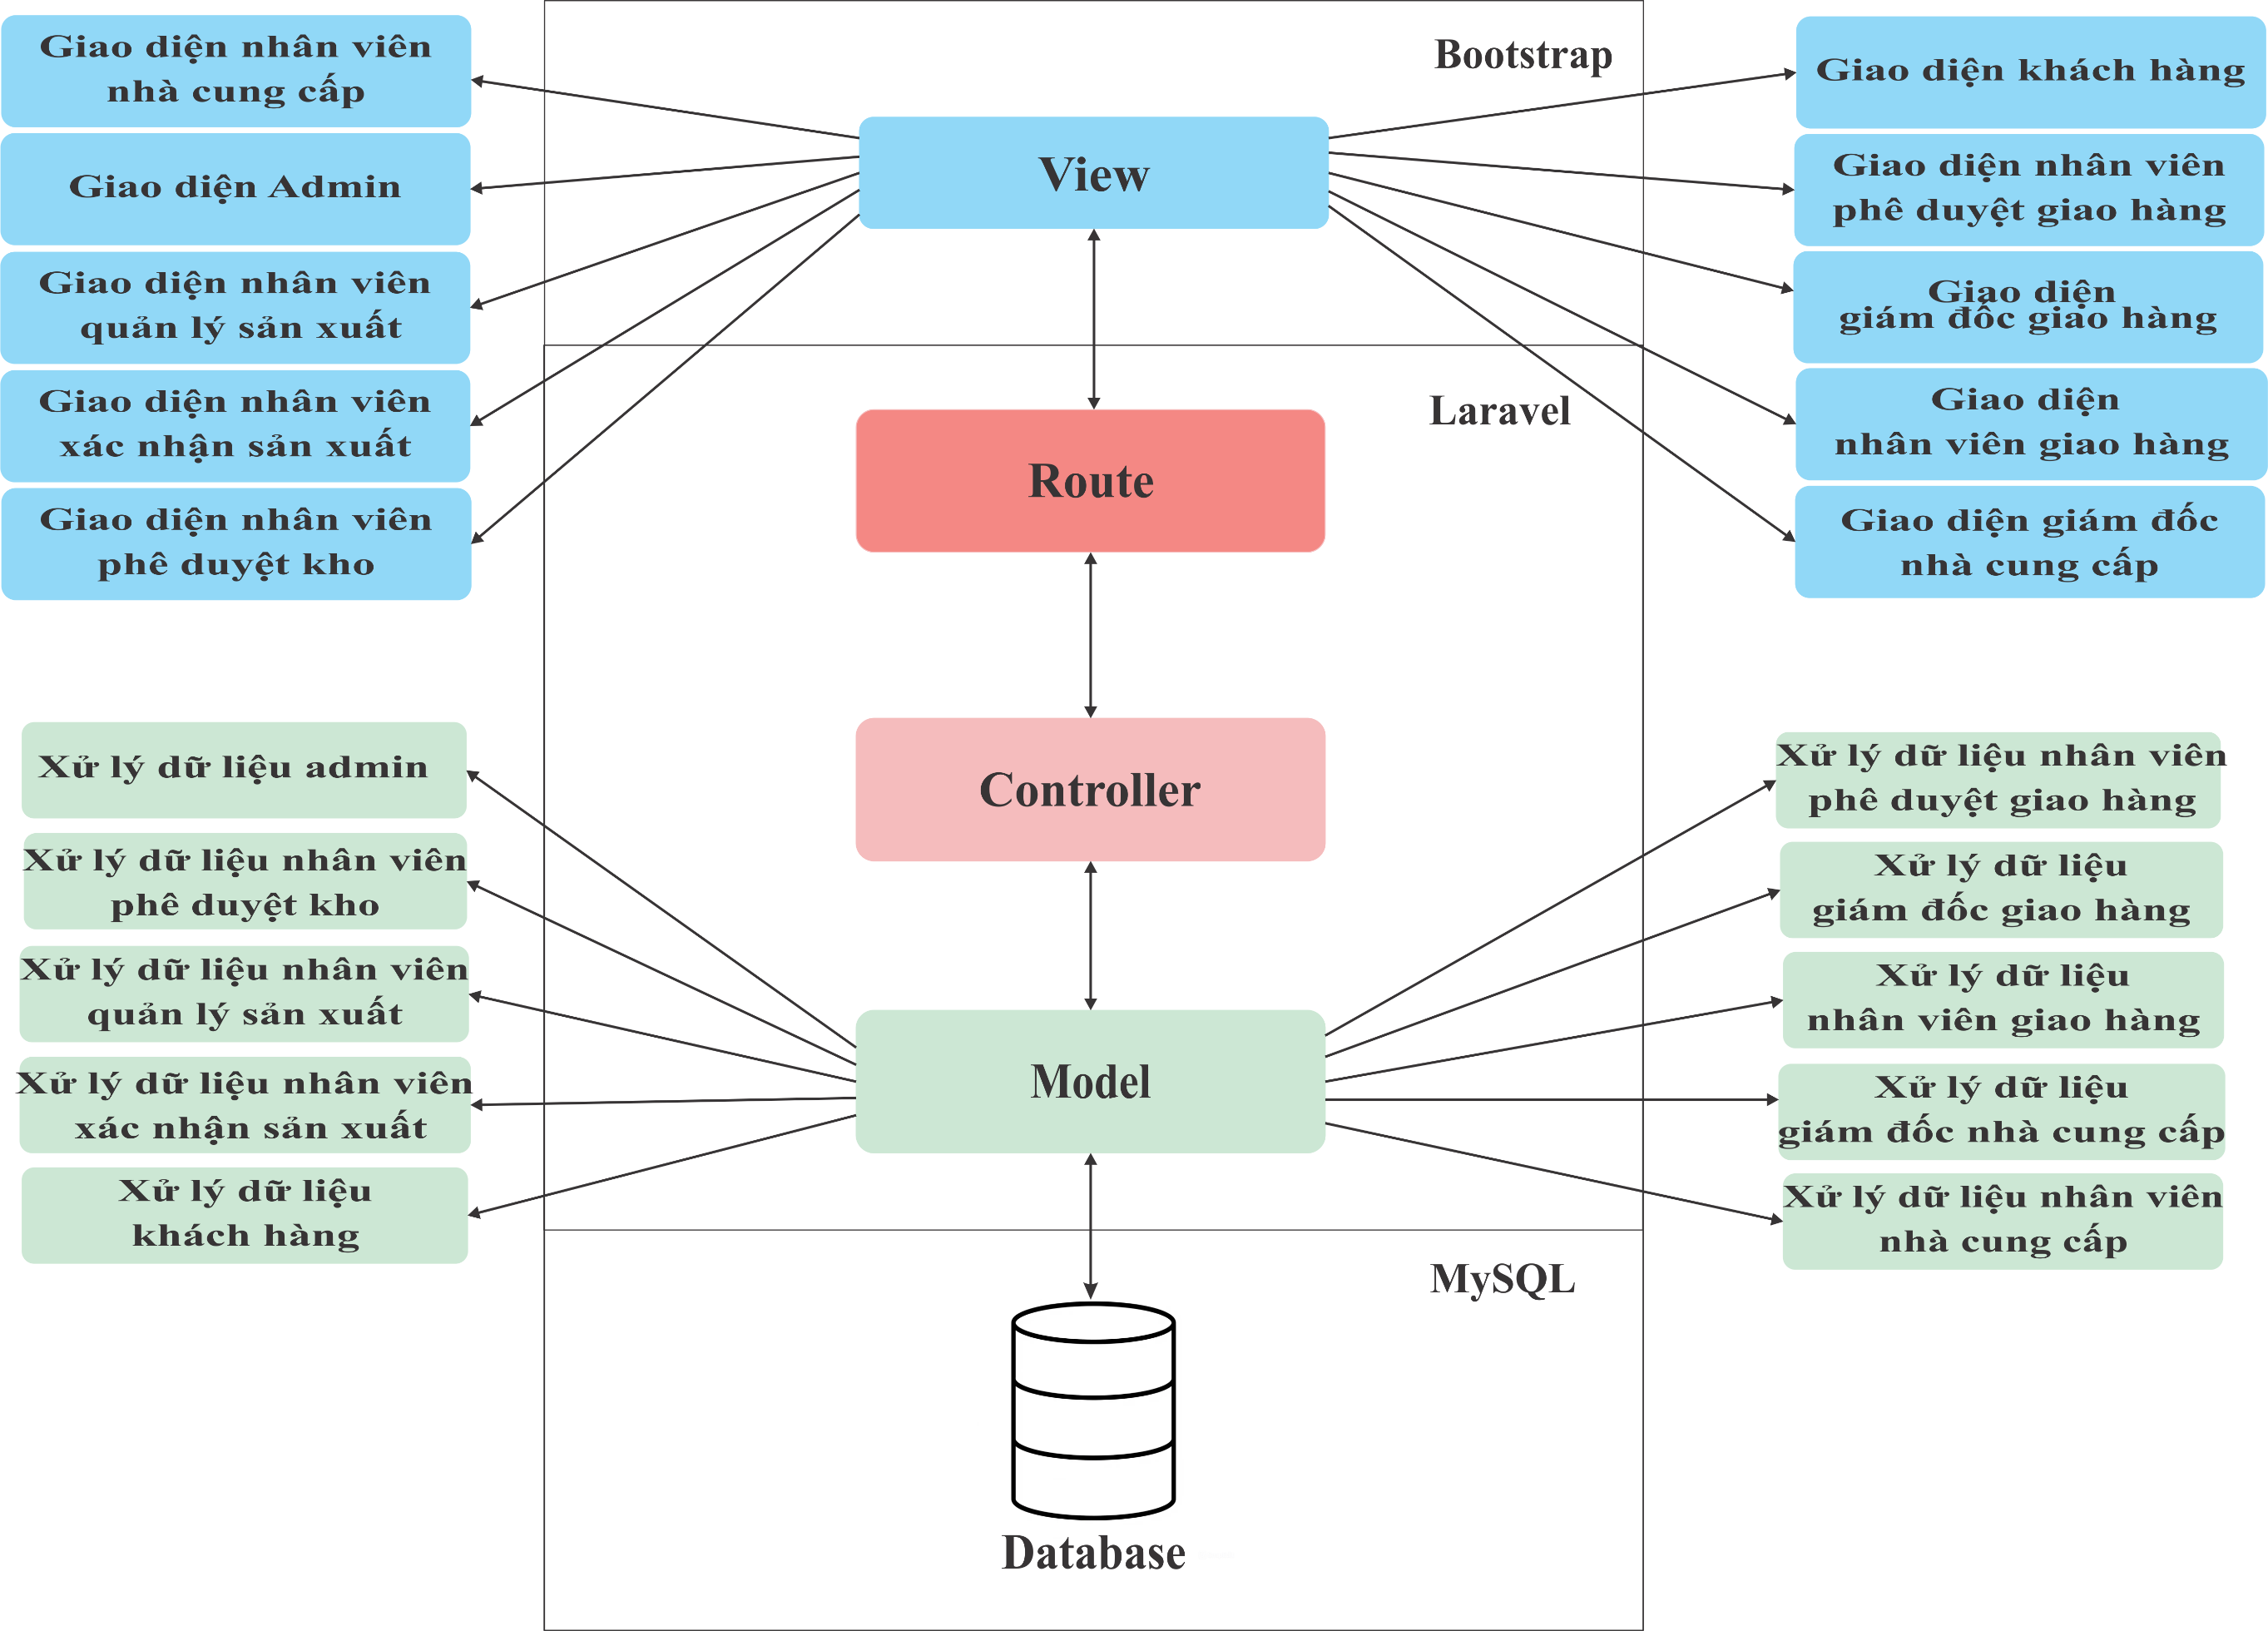 Giao diện nhân viên
nhà cung cấp
Giao diện Admin
Giao diện nhân viên
quản lý sản xuất
Giao diện nhân viên
xác nhận sản xuất
Giao diện nhân viên
phê duyệt kho
Bootstrap
View
Giao diện khách hàng
Giao diện nhân viên
phê duyệt giao hàng
Giao diện
giám đốc giao hàng
Giao diện
nhân viên giao hàng
Giao diện giám đốc
nhà cung cấp
Laravel
Route
Controller
Model
Xử lý dữ liệu admin
Xử lý dữ liệu nhân viên
phê duyệt kho
Xử lý dữ liệu nhân viên
quản lý sản xuất
Xử lý dữ liệu nhân viên
xác nhận sản xuất
Xử lý dữ liệu
khách hàng
Xử lý dữ liệu nhân viên
phê duyệt giao hàng
Xử lý dữ liệu
giám đốc giao hàng
Xử lý dữ liệu
nhân viên giao hàng
Xử lý dữ liệu
giám đốc nhà cung cấp
Xử lý dữ liệu nhân viên
nhà cung cấp
MySQL
Database